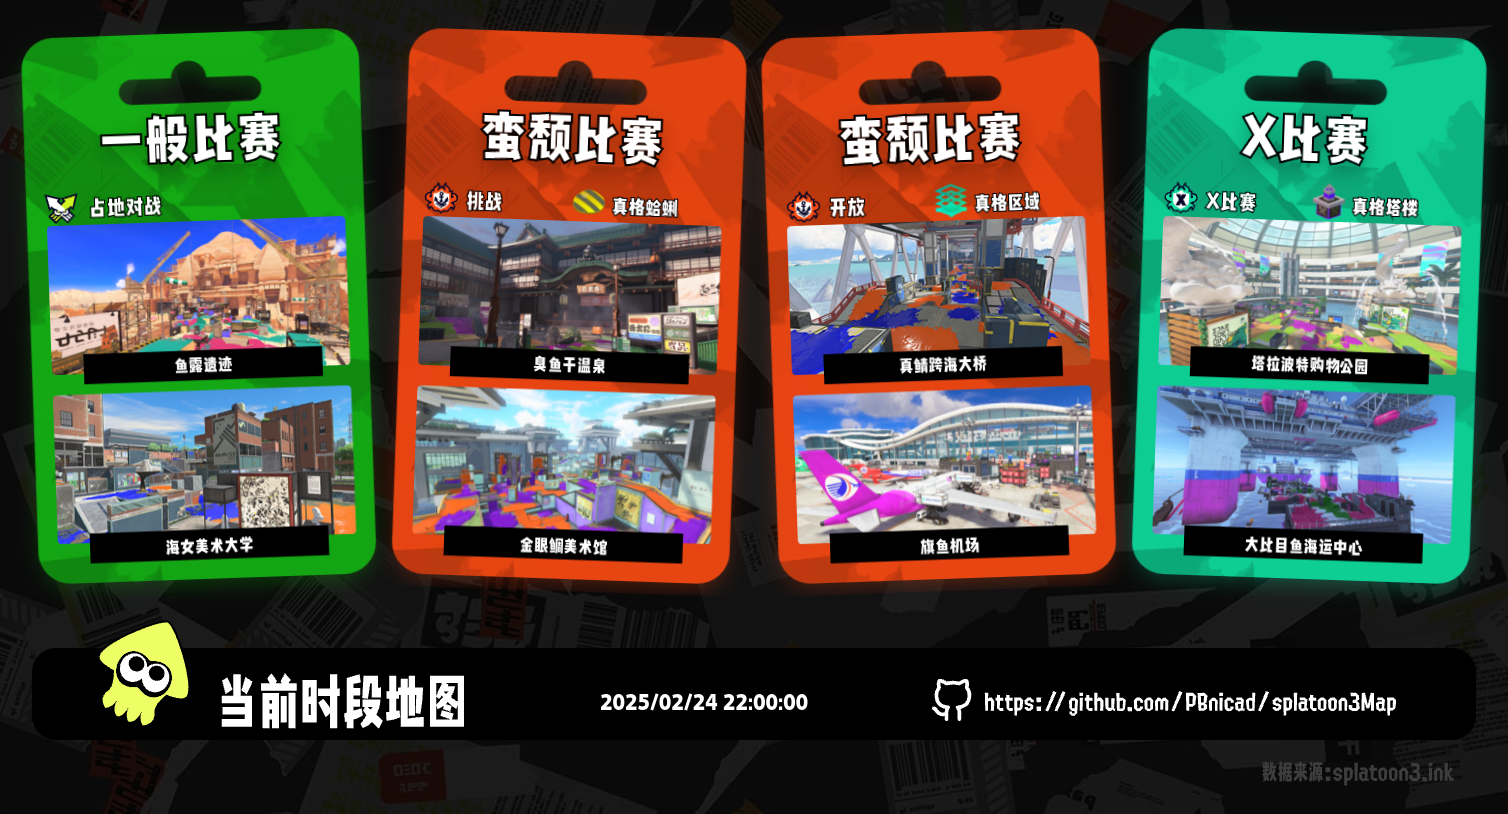 一般比赛
占地对战
鱼露遗迹
海女美术大学
蛮颓比赛
挑战
真格蛤蜊
臭鱼干温泉
金眼鲷美术馆
蛮颓比赛
开放
真格区域
真鲭跨海大桥
旗鱼机场
X比赛
X比赛
真格塔楼
塔拉波特购物公园
大比目鱼海运中心
当前时段地图
2025/02/24 22:00:00
https://github.com/PBnicad/splatoon3Map
数据来源:splatoon3.ink